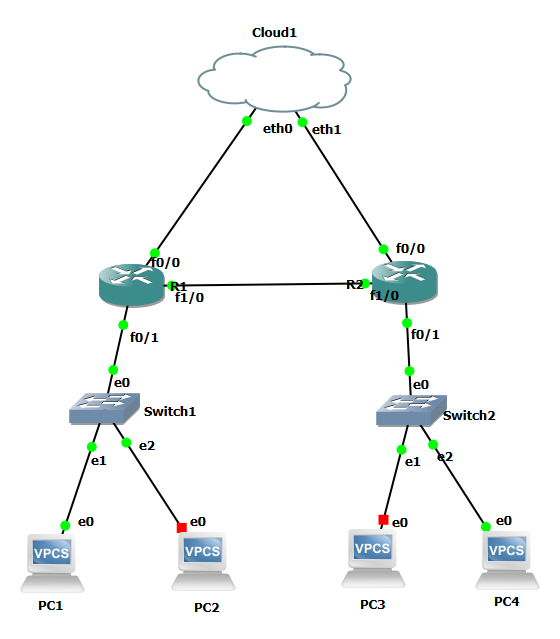 Cloud1
eth0
eth1
f0/0
f0/0
R1
f1/0
R2
f1/0
f0/1
f0/1
e0
e0
Switch1
Switch2
e1
e2
e1
e2
e0
e0
e0
e0
VPCS
VPCS
VPCS
VPCS
PC1
PC2
PC3
PC4